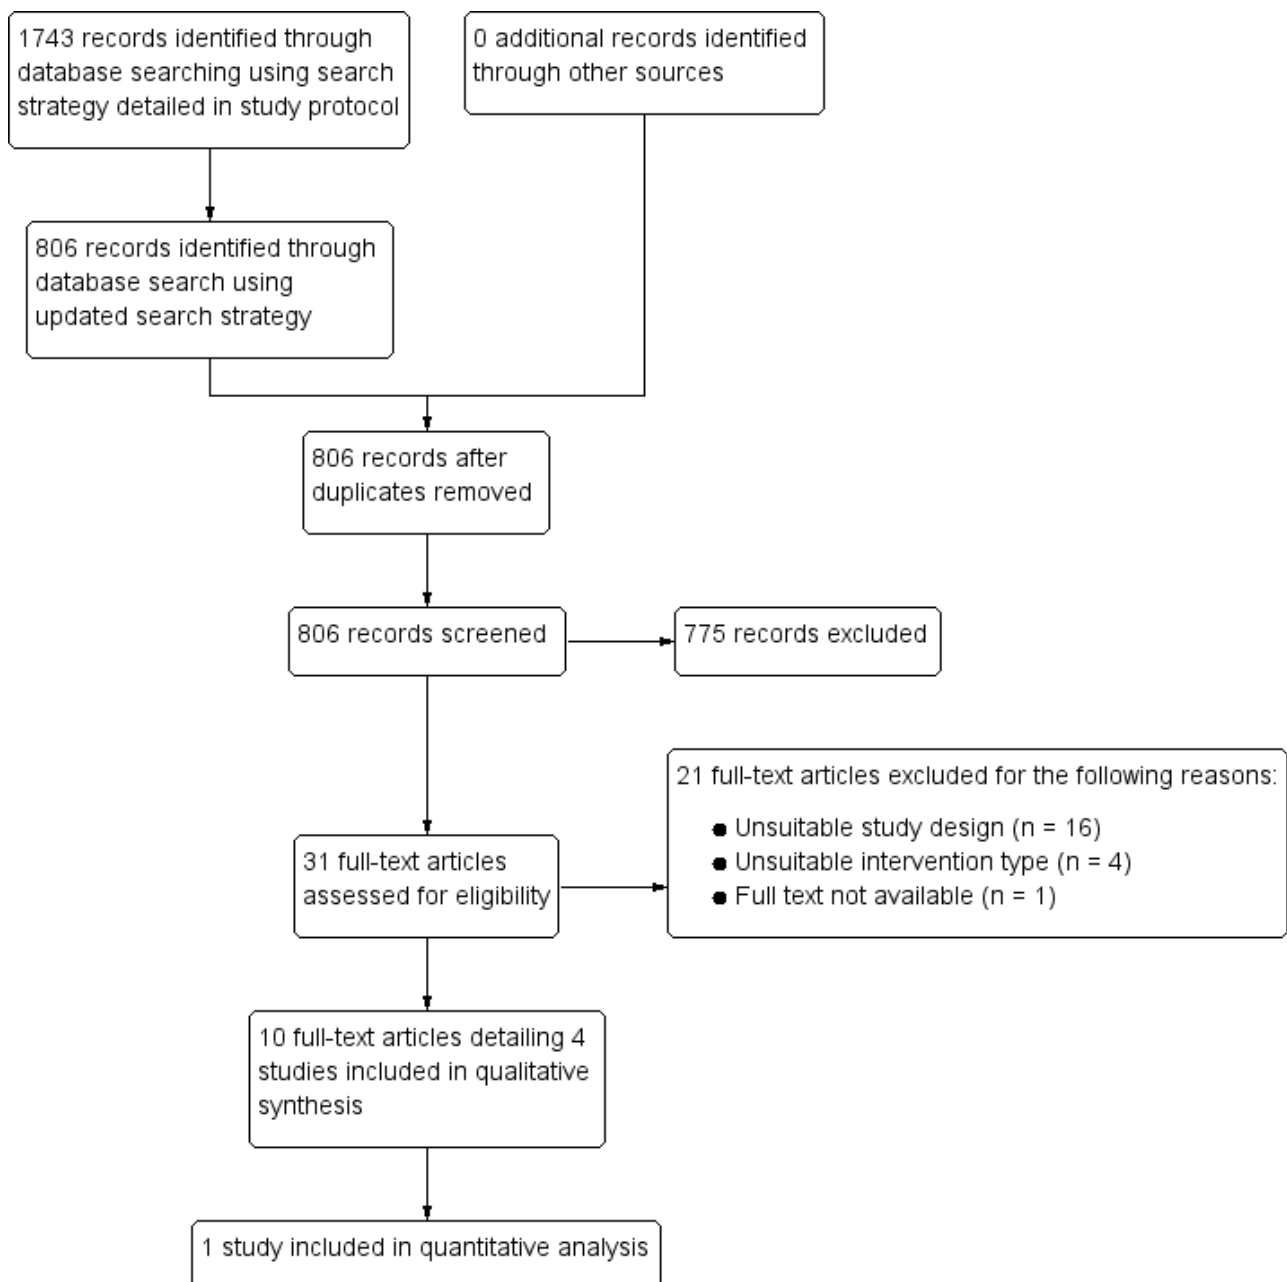 1743 records identified through
database searching using search
strategy detailed in study protocol
0 additional records identified
through other sources
806 records identified through
database search using
updated search strategy
806 records after
duplicates removed
806 records screened
775 records excluded
31 full-text articles
assessed for eligibility
21 full-text articles excluded for the following reasons:
● Unsuitable study design (n = 16)
● Unsuitable intervention type (n = 4)
● Full text not available (n = 1)
10 full-text articles detailing 4
studies included in qualitative
synthesis
1 study included in quantitative analysis